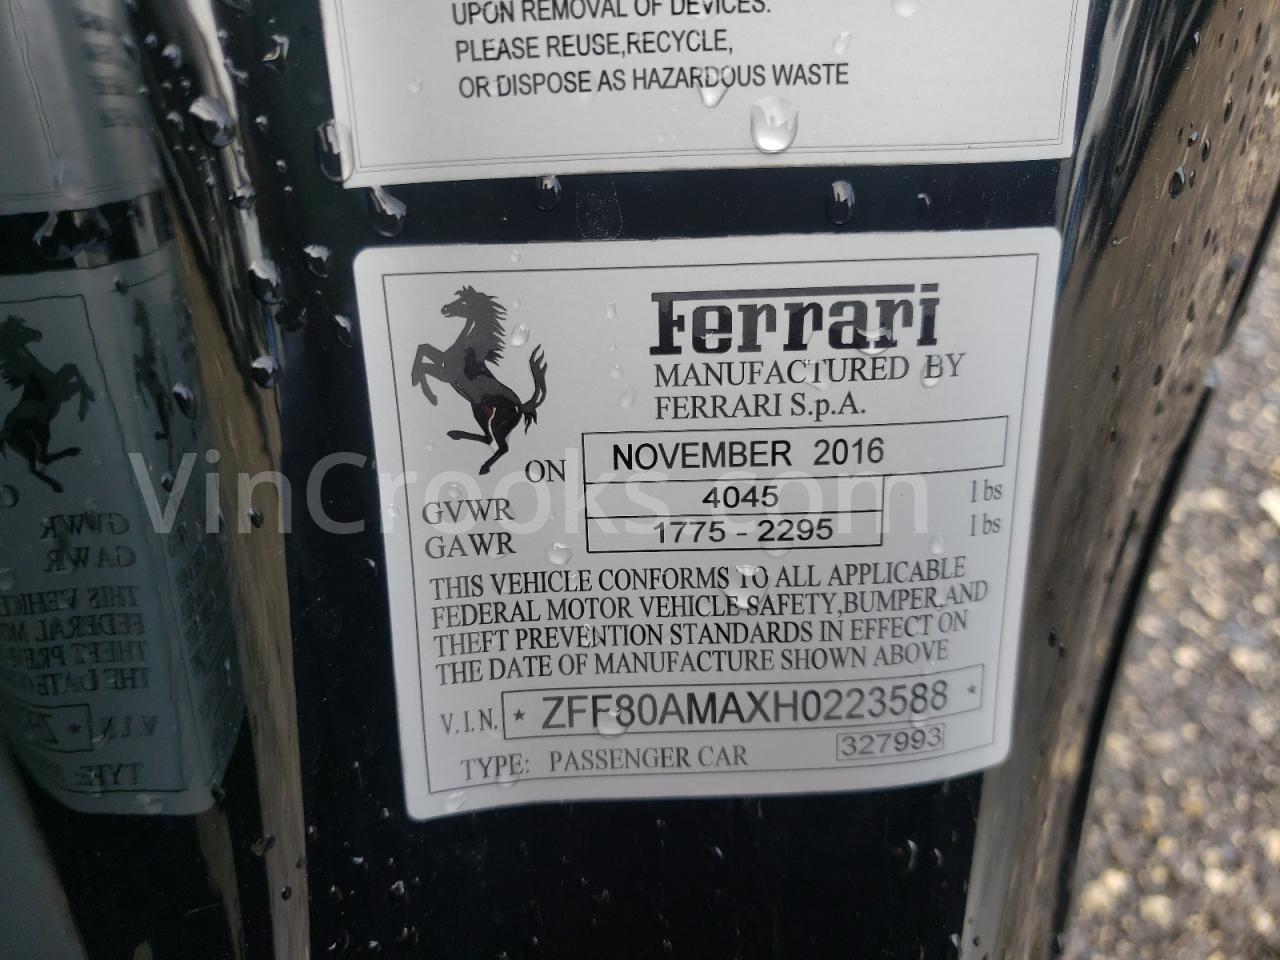 UPON REMOVAL OF DEVICES.
PLEASE REUSE,RECYCLE,
OR DISPOSE AS HAZARDOUS WASTE
Ferrari
MANUFACTURED BY
FERRARI S.p.A.
ON NOVEMBER 2016
GVWR 4045 lbs
GAWR 1775 - 2295 lbs
THIS VEHICLE CONFORMS TO ALL APPLICABLE
FEDERAL MOTOR VEHICLE SAFETY,BUMPER,AND
THEFT PREVENTION STANDARDS IN EFFECT ON
THE DATE OF MANUFACTURE SHOWN ABOVE
V.I.N. * ZFF80AMAXH0223588 *
TYPE: PASSENGER CAR 327993
VinCrooks.com